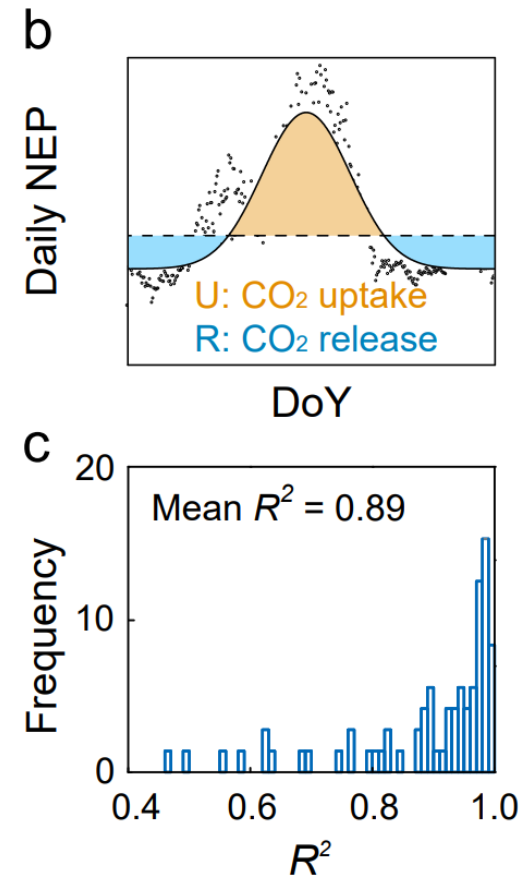 b
Daily NEP
U: CO₂ uptake
R: CO₂ release
DoY
c
20
Mean R² = 0.89
10
Frequency
0
0.4 0.6 0.8 1.0
R²